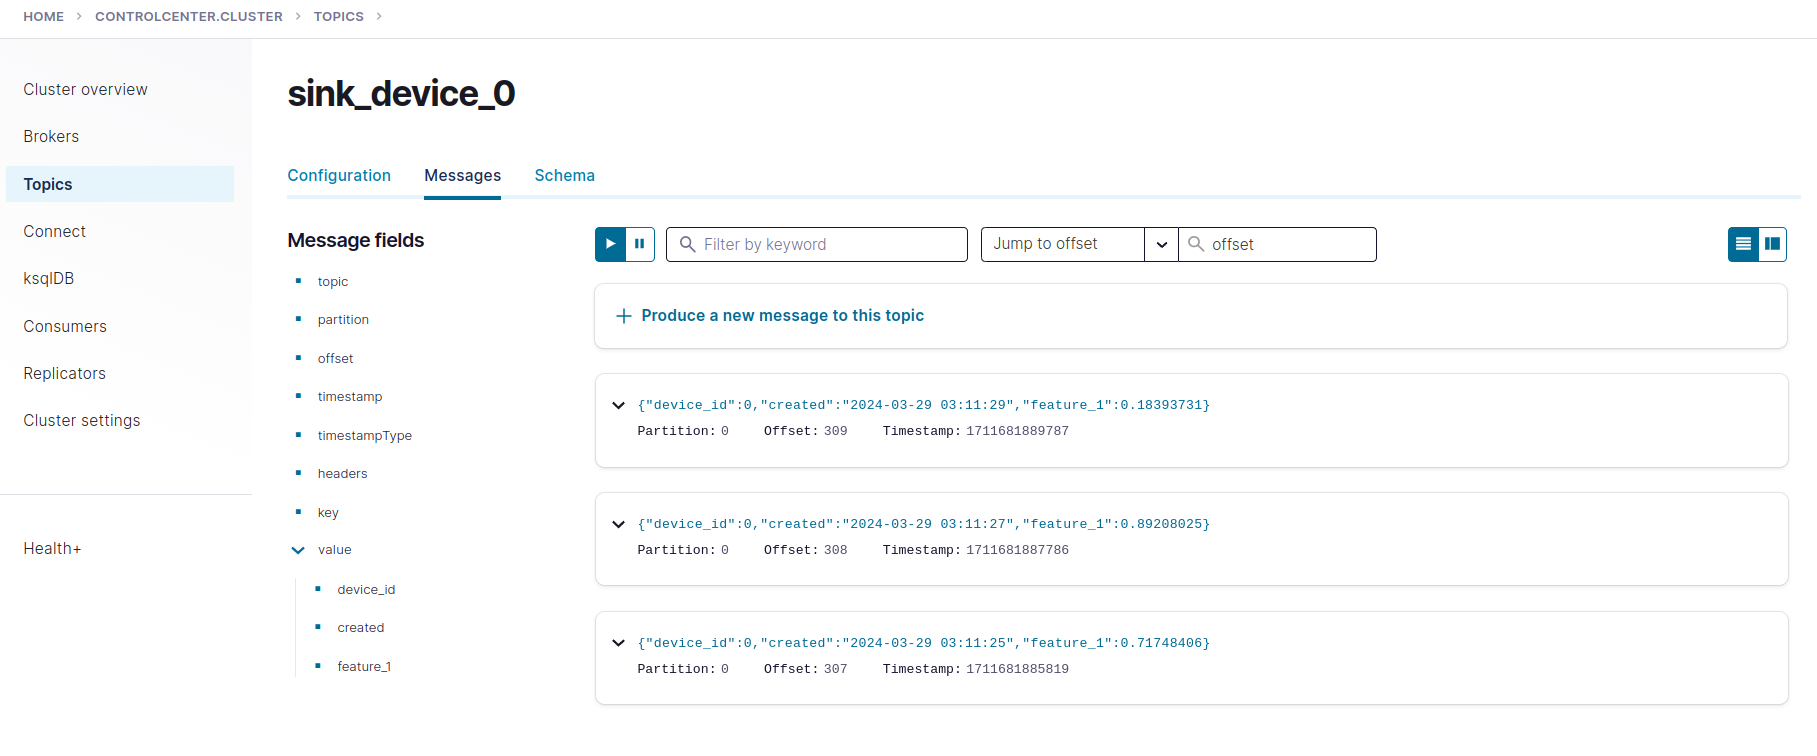 HOME > CONTROLCENTER.CLUSTER > TOPICS >
Cluster overview
Brokers
Topics
Connect
ksqlDB
Consumers
Replicators
Cluster settings
Health+
sink_device_0
Configuration Messages Schema
Message fields
topic
partition
offset
timestamp
timestampType
headers
key
value
device_id
created
feature_1
Filter by keyword
Jump to offset
offset
+ Produce a new message to this topic
{"device_id":0,"created":"2024-03-29 03:11:29","feature_1":0.18393731}
Partition: 0 Offset: 309 Timestamp: 1711681889787
{"device_id":0,"created":"2024-03-29 03:11:27","feature_1":0.89208025}
Partition: 0 Offset: 308 Timestamp: 1711681887786
{"device_id":0,"created":"2024-03-29 03:11:25","feature_1":0.71748406}
Partition: 0 Offset: 307 Timestamp: 1711681885819